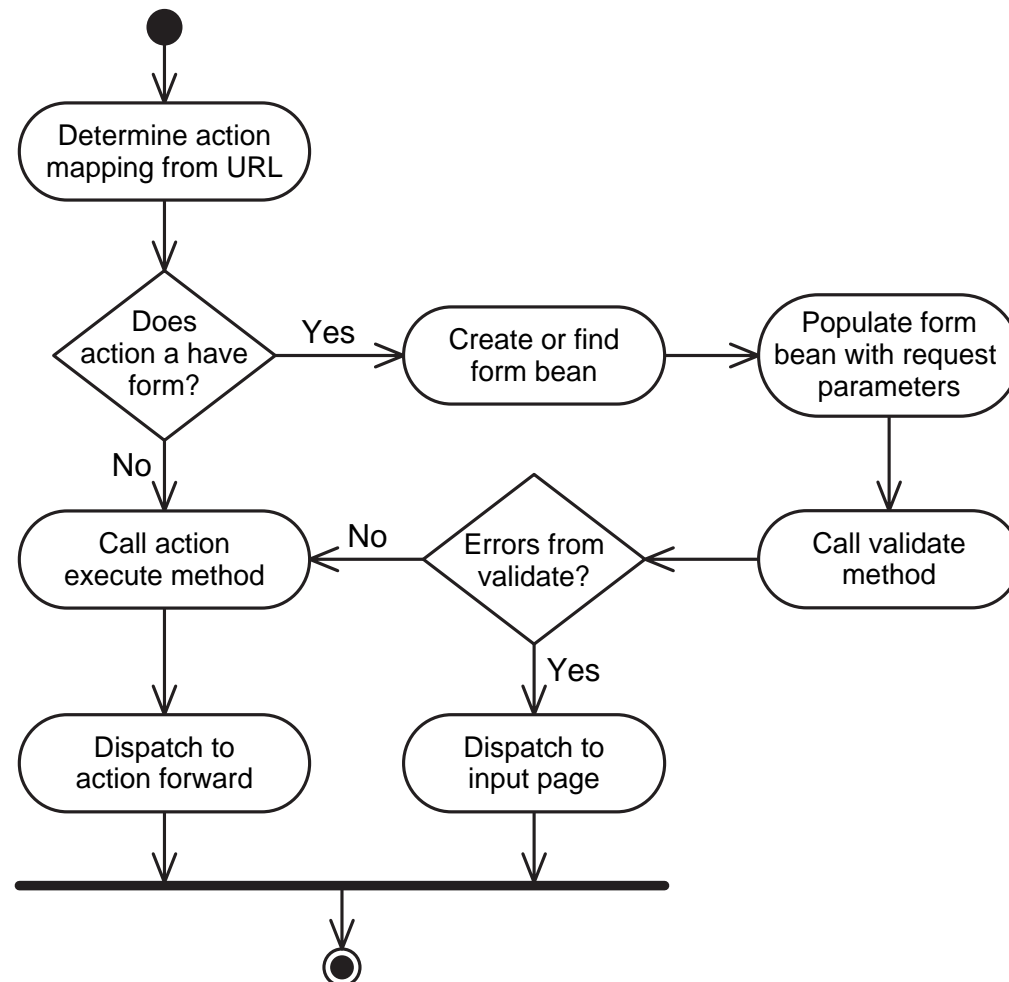 Determine action
mapping from URL
Does
action a have
form?
Yes
Create or find
form bean
Populate form
bean with request
parameters
No
Call action
execute method
No
Errors from
validate?
Call validate
method
Yes
Dispatch to
action forward
Dispatch to
input page